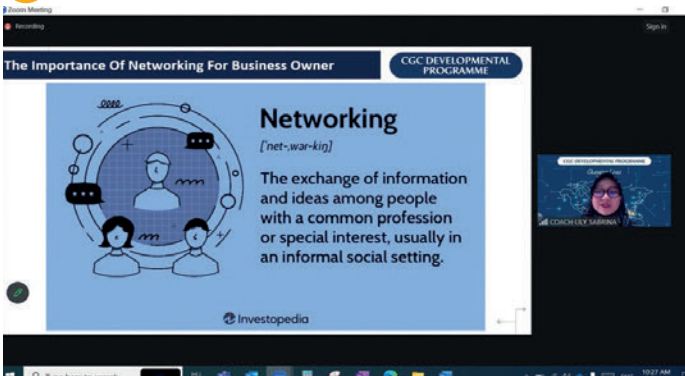 Zoom Meeting
Recording
Sign in
The Importance Of Networking For Business Owner
CGC DEVELOPMENTAL
PROGRAMME
Networking
['net-,wər-kiŋ]
The exchange of information
and ideas among people
with a common profession
or special interest, usually in
an informal social setting.
Investopedia
CGC DEVELOPMENTAL PROGRAMME
COACH LILY SABRINA
10:27 AM